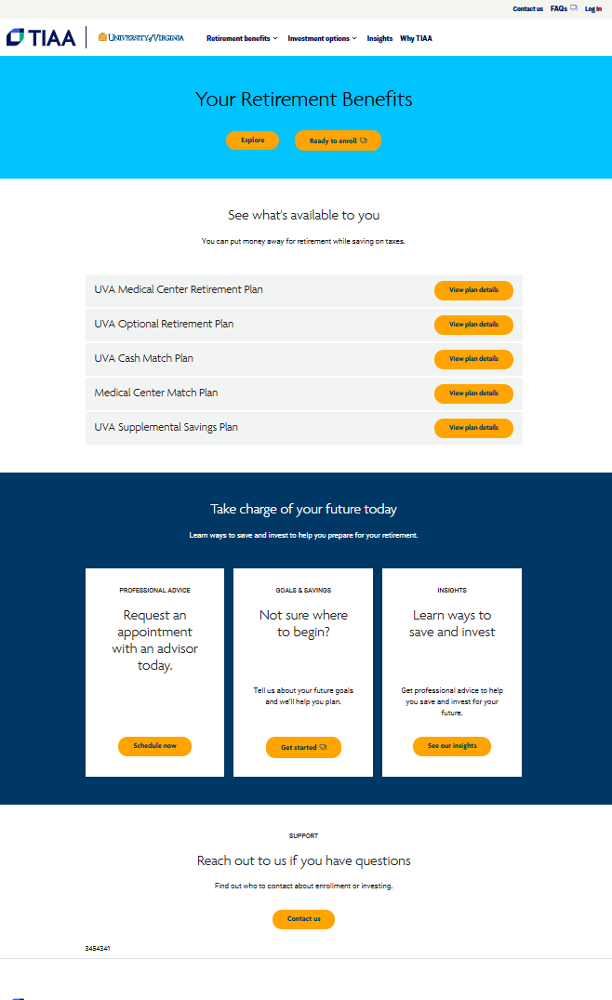 Contact us FAQs Log In
TIAA UNIVERSITY of VIRGINIA Retirement benefits Investment options Insights Why TIAA
Your Retirement Benefits
Explore Ready to enroll
See what's available to you
You can put money away for retirement while saving on taxes.
UVA Medical Center Retirement Plan View plan details
UVA Optional Retirement Plan View plan details
UVA Cash Match Plan View plan details
Medical Center Match Plan View plan details
UVA Supplemental Savings Plan View plan details
Take charge of your future today
Learn ways to save and invest to help you prepare for your retirement.
PROFESSIONAL ADVICE
Request an
appointment
with an advisor
today.
Schedule now
GOALS & SAVINGS
Not sure where
to begin?
Tell us about your future goals
and we'll help you plan.
Get started
INSIGHTS
Learn ways to
save and invest
Get professional advice to help
you save and invest for your
future.
See our insights
SUPPORT
Reach out to us if you have questions
Find out who to contact about enrollment or investing.
Contact us
3454341